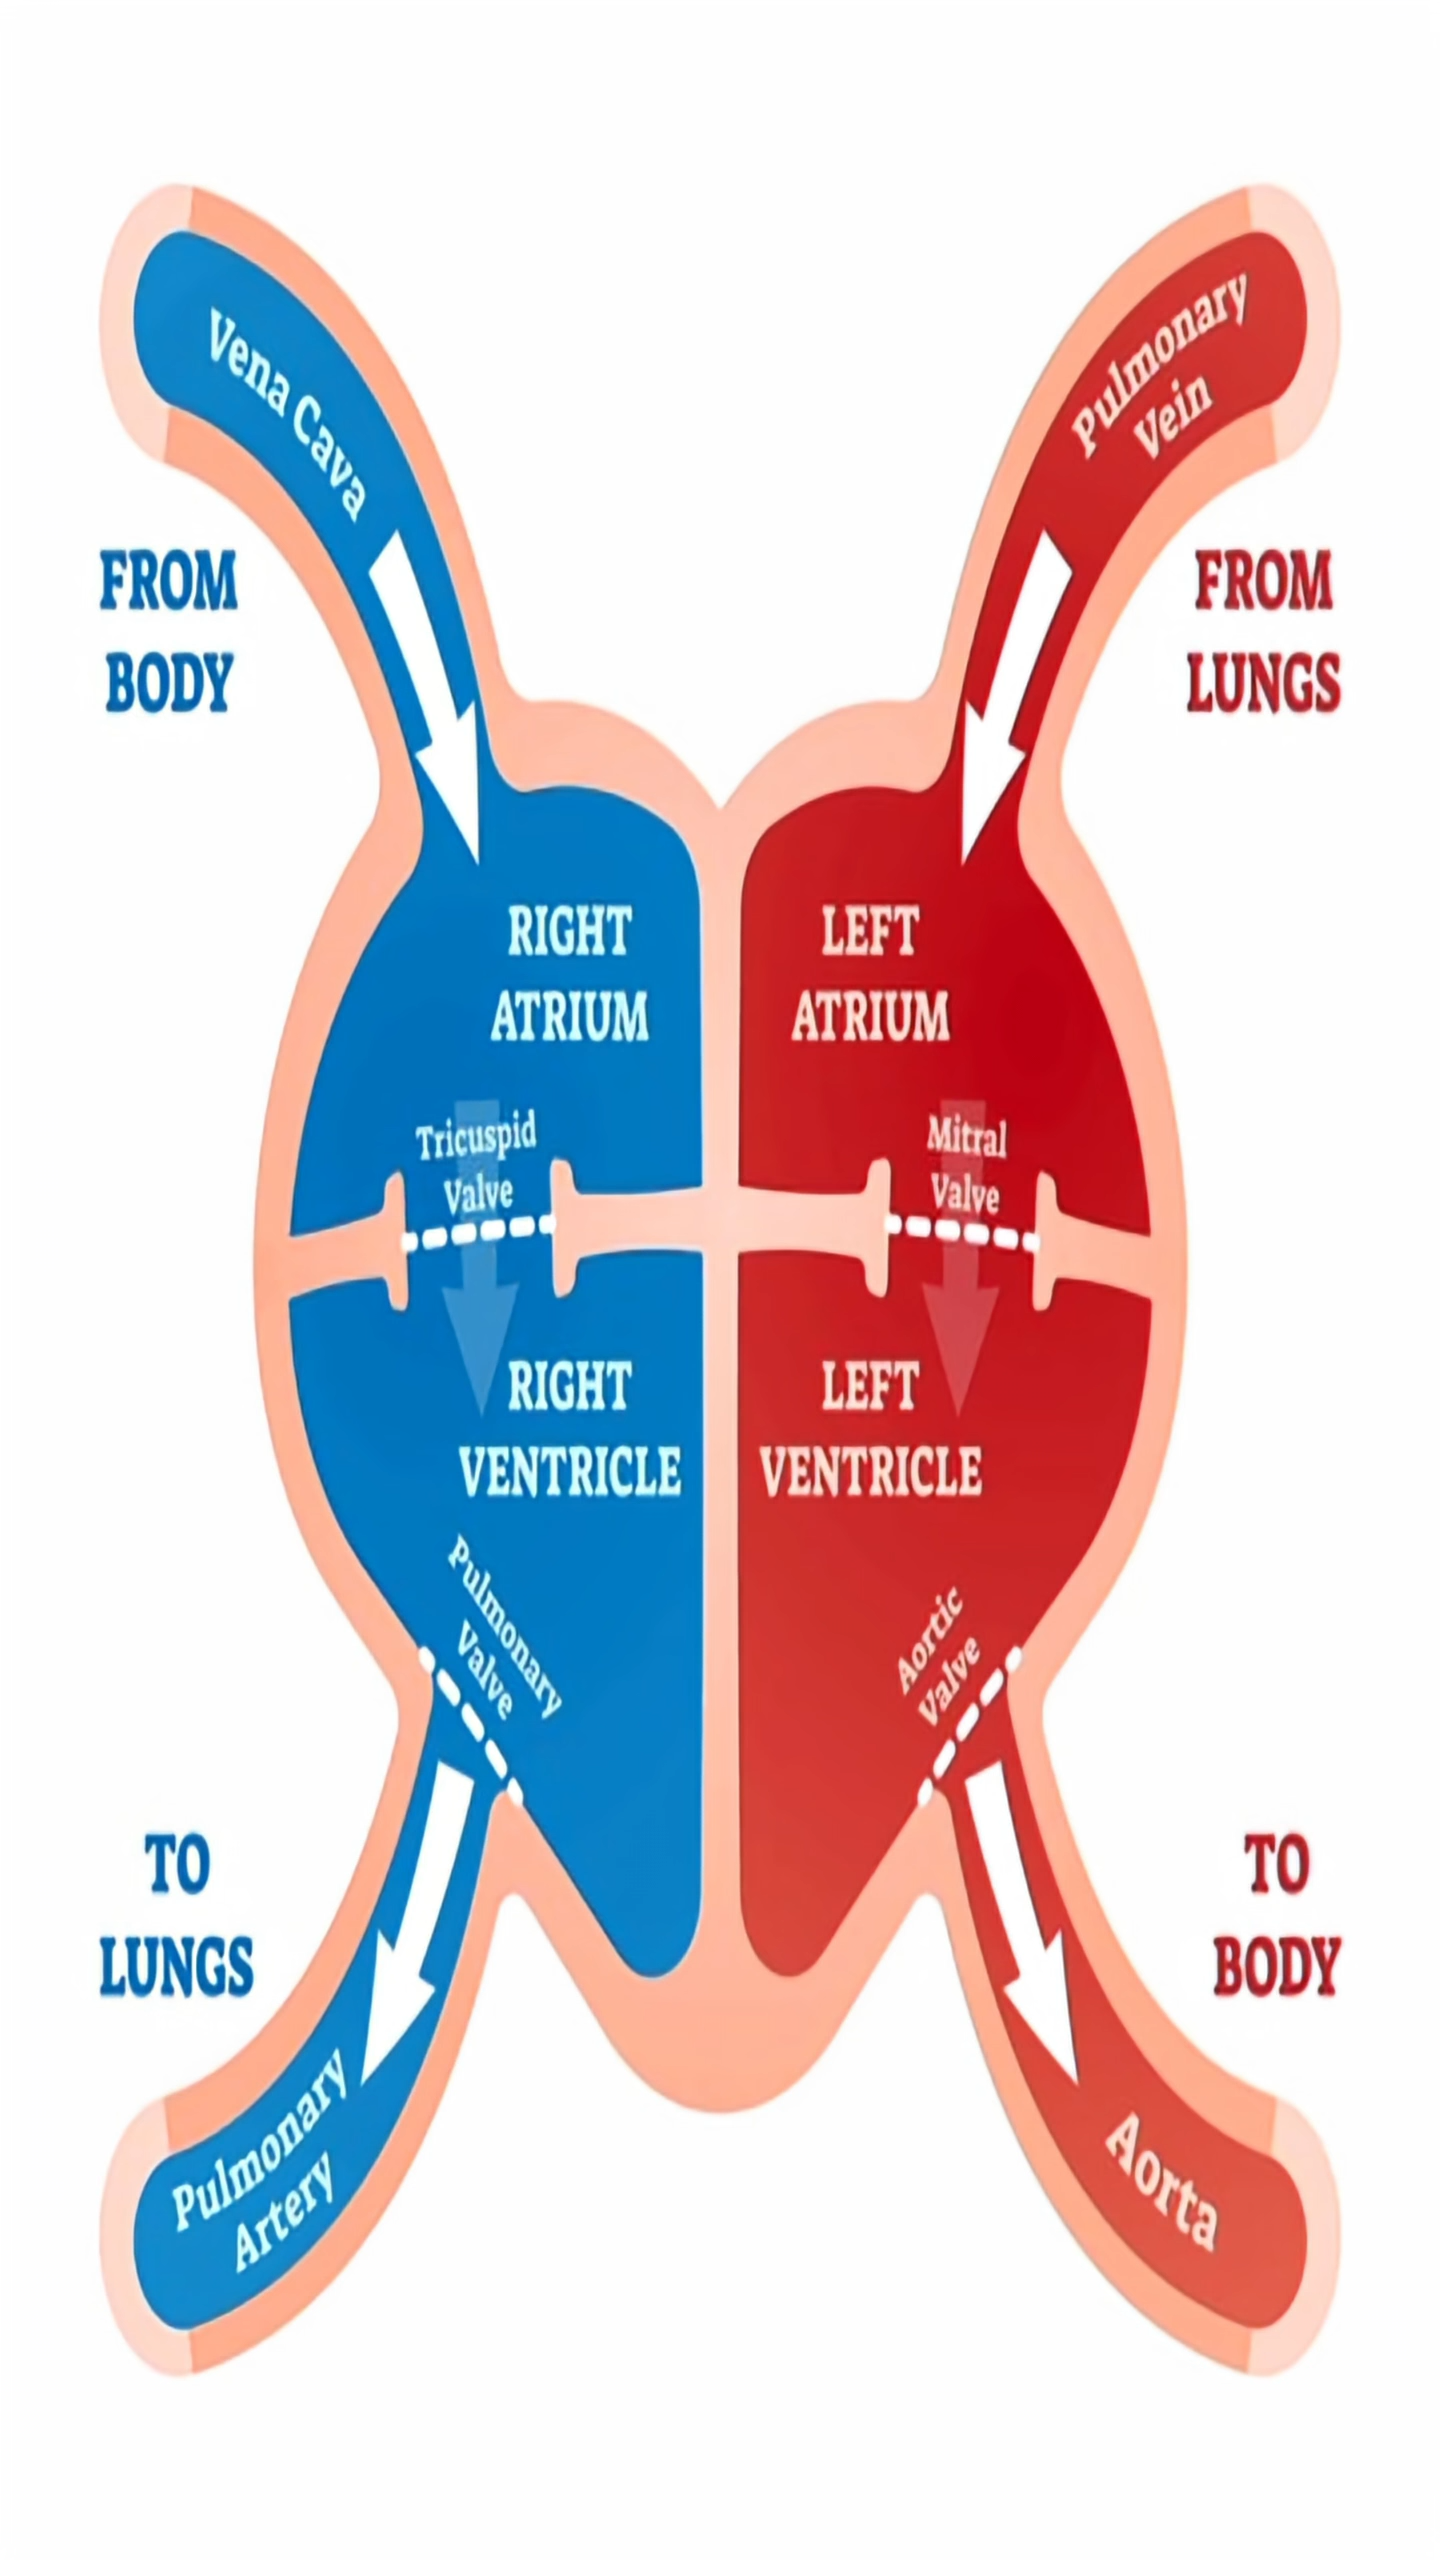 Vena Cava
Pulmonary
Vein
FROM
BODY
FROM
LUNGS
RIGHT
ATRIUM
LEFT
ATRIUM
Tricuspid
Valve
Mitral
Valve
RIGHT
VENTRICLE
LEFT
VENTRICLE
Pulmonary
Valve
Aortic
Valve
TO
LUNGS
TO
BODY
Pulmonary
Artery
Aorta